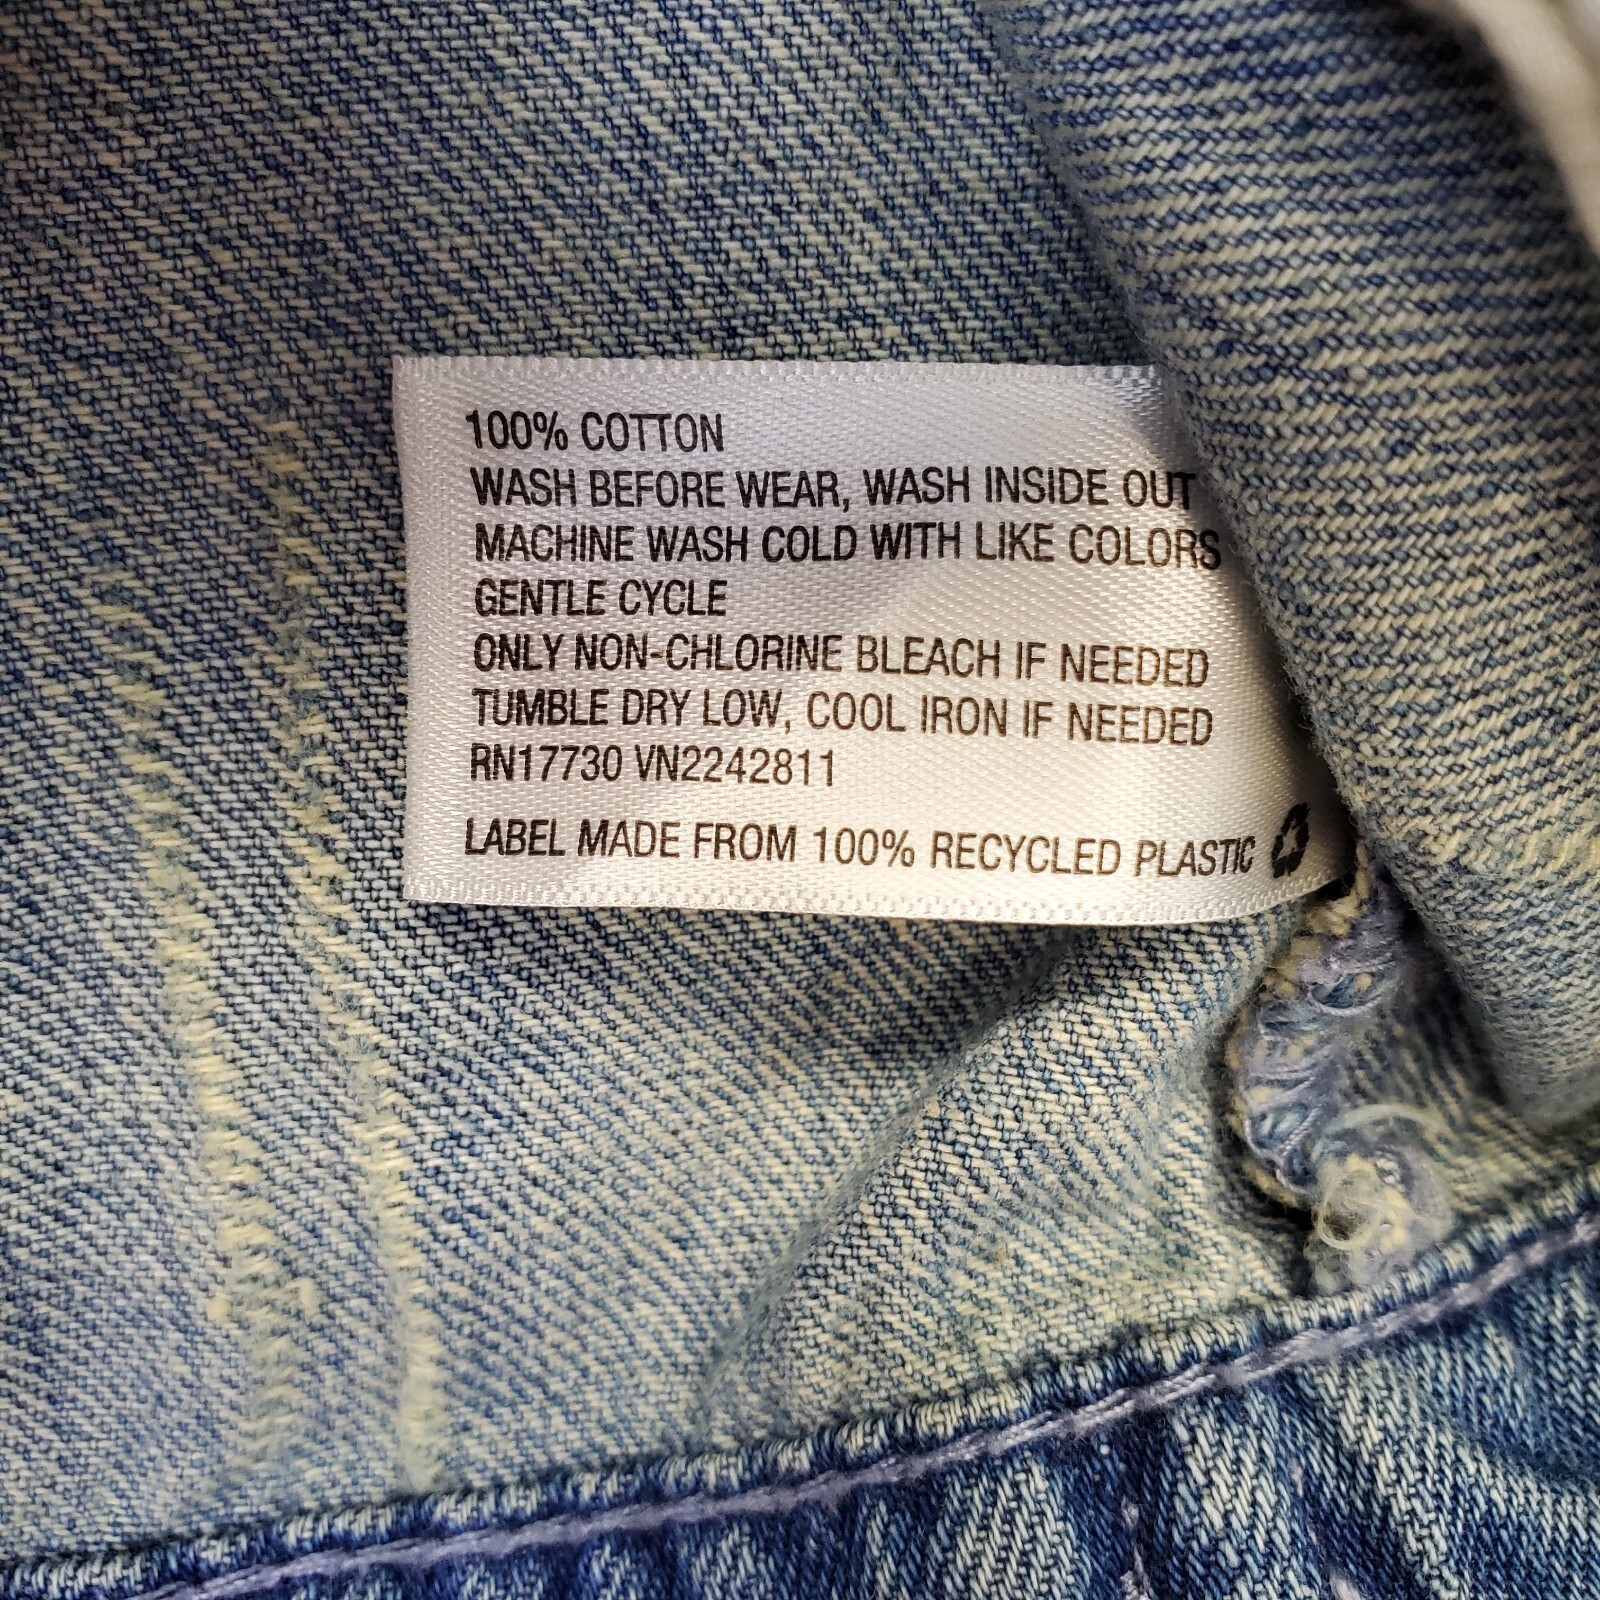 100% COTTON
WASH BEFORE WEAR, WASH INSIDE OUT
MACHINE WASH COLD WITH LIKE COLORS
GENTLE CYCLE
ONLY NON-CHLORINE BLEACH IF NEEDED
TUMBLE DRY LOW, COOL IRON IF NEEDED
RN17730 VN2242811
LABEL MADE FROM 100% RECYCLED PLASTIC